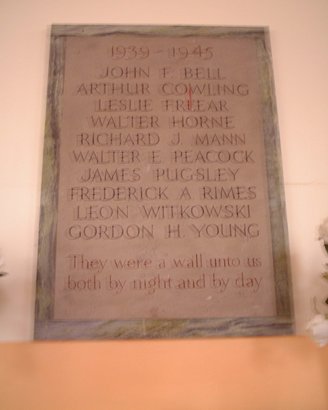 1939 - 1945
JOHN F. BELL
ARTHUR COWLING
LESLIE FREEAR
WALTER HORNE
RICHARD J. MANN
WALTER E. PEACOCK
JAMES PUGSLEY
FREDERICK A. RIMES
LEON WITKOWSKI
GORDON H. YOUNG
They were a wall unto us
both by night and by day